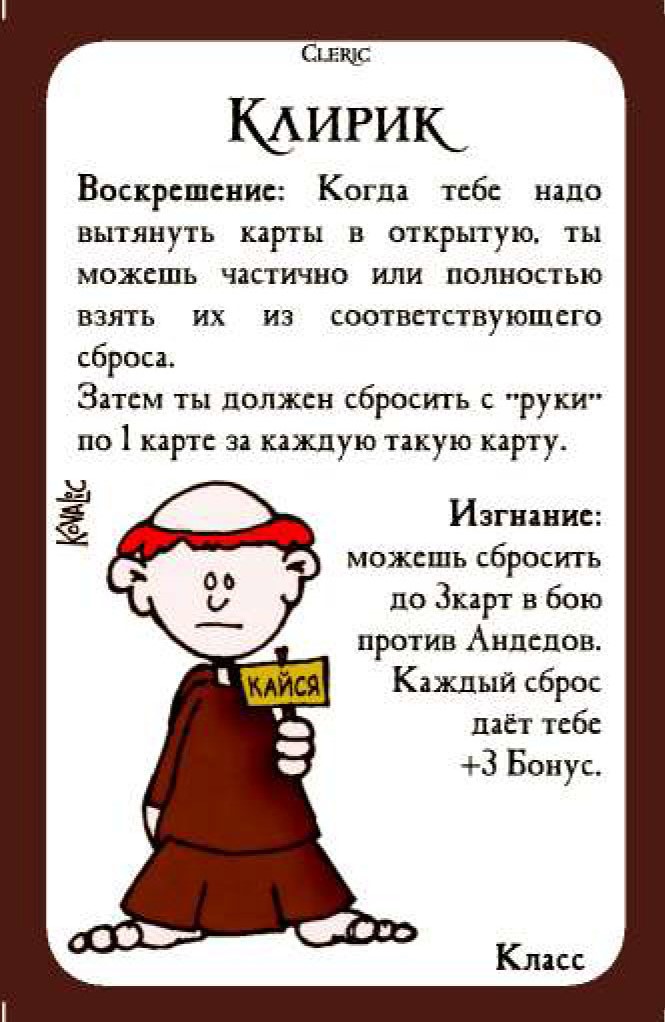 Cleric
Клирик
Воскрешение: Когда тебе надо
вытянуть карты в открытую, ты
можешь частично или полностью
взять их из соответствующего
сброса.
Затем ты должен сбросить с "руки"
по 1 карте за каждую такую карту.
Kovalic
Изгнание:
можешь сбросить
до 3карт в бою
против Андедов.
Каждый сброс
даёт тебе
+3 Бонус.
КАЙСЯ
Класс